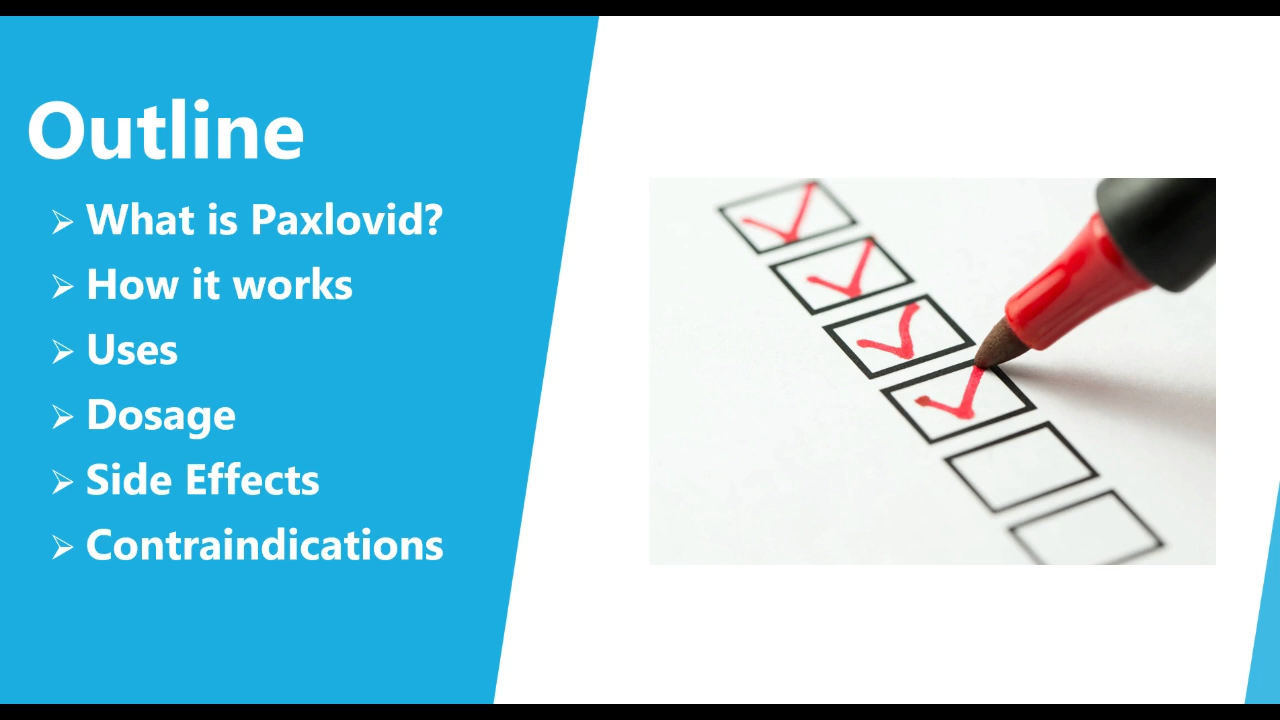 Outline
What is Paxlovid?
How it works
Uses
Dosage
Side Effects
Contraindications